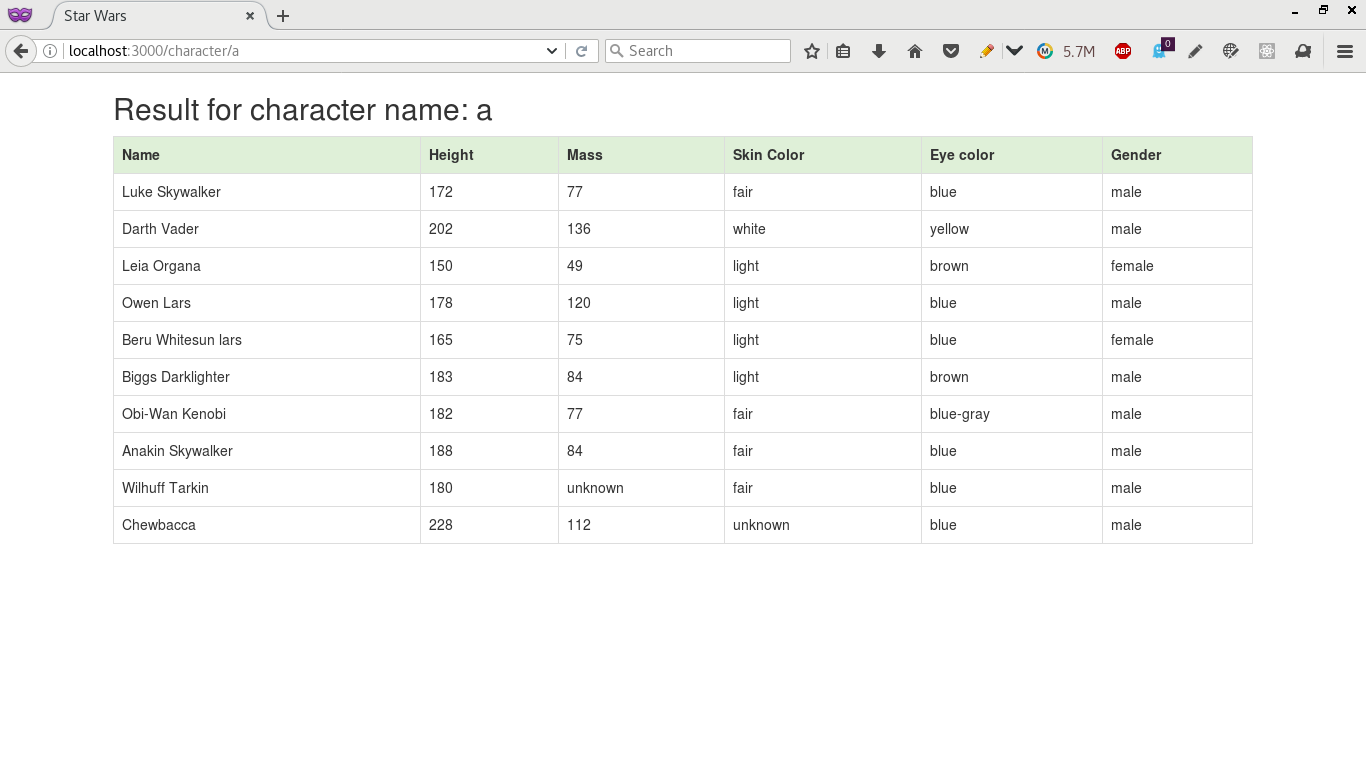 Star Wars
localhost:3000/character/a
Search
5.7M
ABP
0
Result for character name: a
Name Height Mass Skin Color Eye color Gender
Luke Skywalker 172 77 fair blue male
Darth Vader 202 136 white yellow male
Leia Organa 150 49 light brown female
Owen Lars 178 120 light blue male
Beru Whitesun lars 165 75 light blue female
Biggs Darklighter 183 84 light brown male
Obi-Wan Kenobi 182 77 fair blue-gray male
Anakin Skywalker 188 84 fair blue male
Wilhuff Tarkin 180 unknown fair blue male
Chewbacca 228 112 unknown blue male